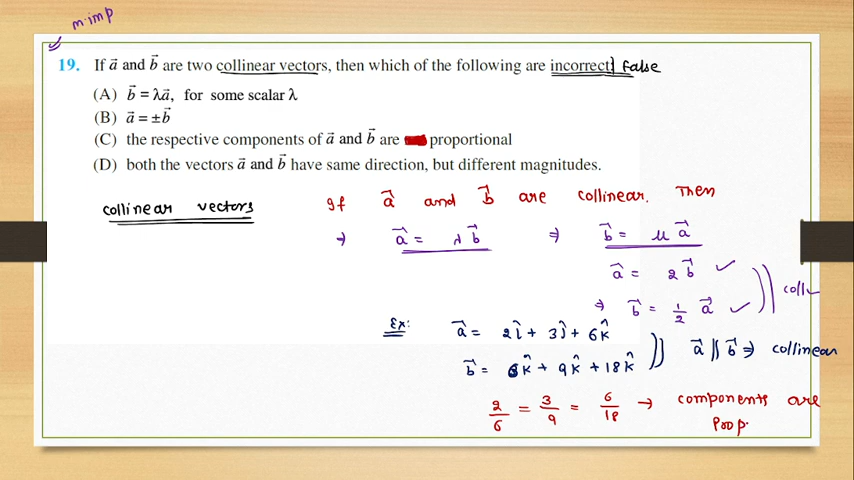 m.imp
19. If a⃗ and b⃗ are two collinear vectors, then which of the following are incorrect| False
(A) b⃗ = λa⃗, for some scalar λ
(B) a⃗ = ±b⃗
(C) the respective components of a⃗ and b⃗ are proportional
(D) both the vectors a⃗ and b⃗ have same direction, but different magnitudes.
collinear vectors
If a⃗ and b⃗ are collinear. Then
⇒ a⃗ = λ b⃗ ⇒ b⃗ = μ a⃗
a⃗ = 2 b⃗ ✓
⇒ b⃗ = 1/2 a⃗ ✓ coll
Ex: a⃗ = 2î + 3ĵ + 6k̂
b⃗ = 6k̂ + 9k̂ + 18k̂ a⃗ || b⃗ ⇒ collinear
2/6 = 3/9 = 6/18 → components are
prop.